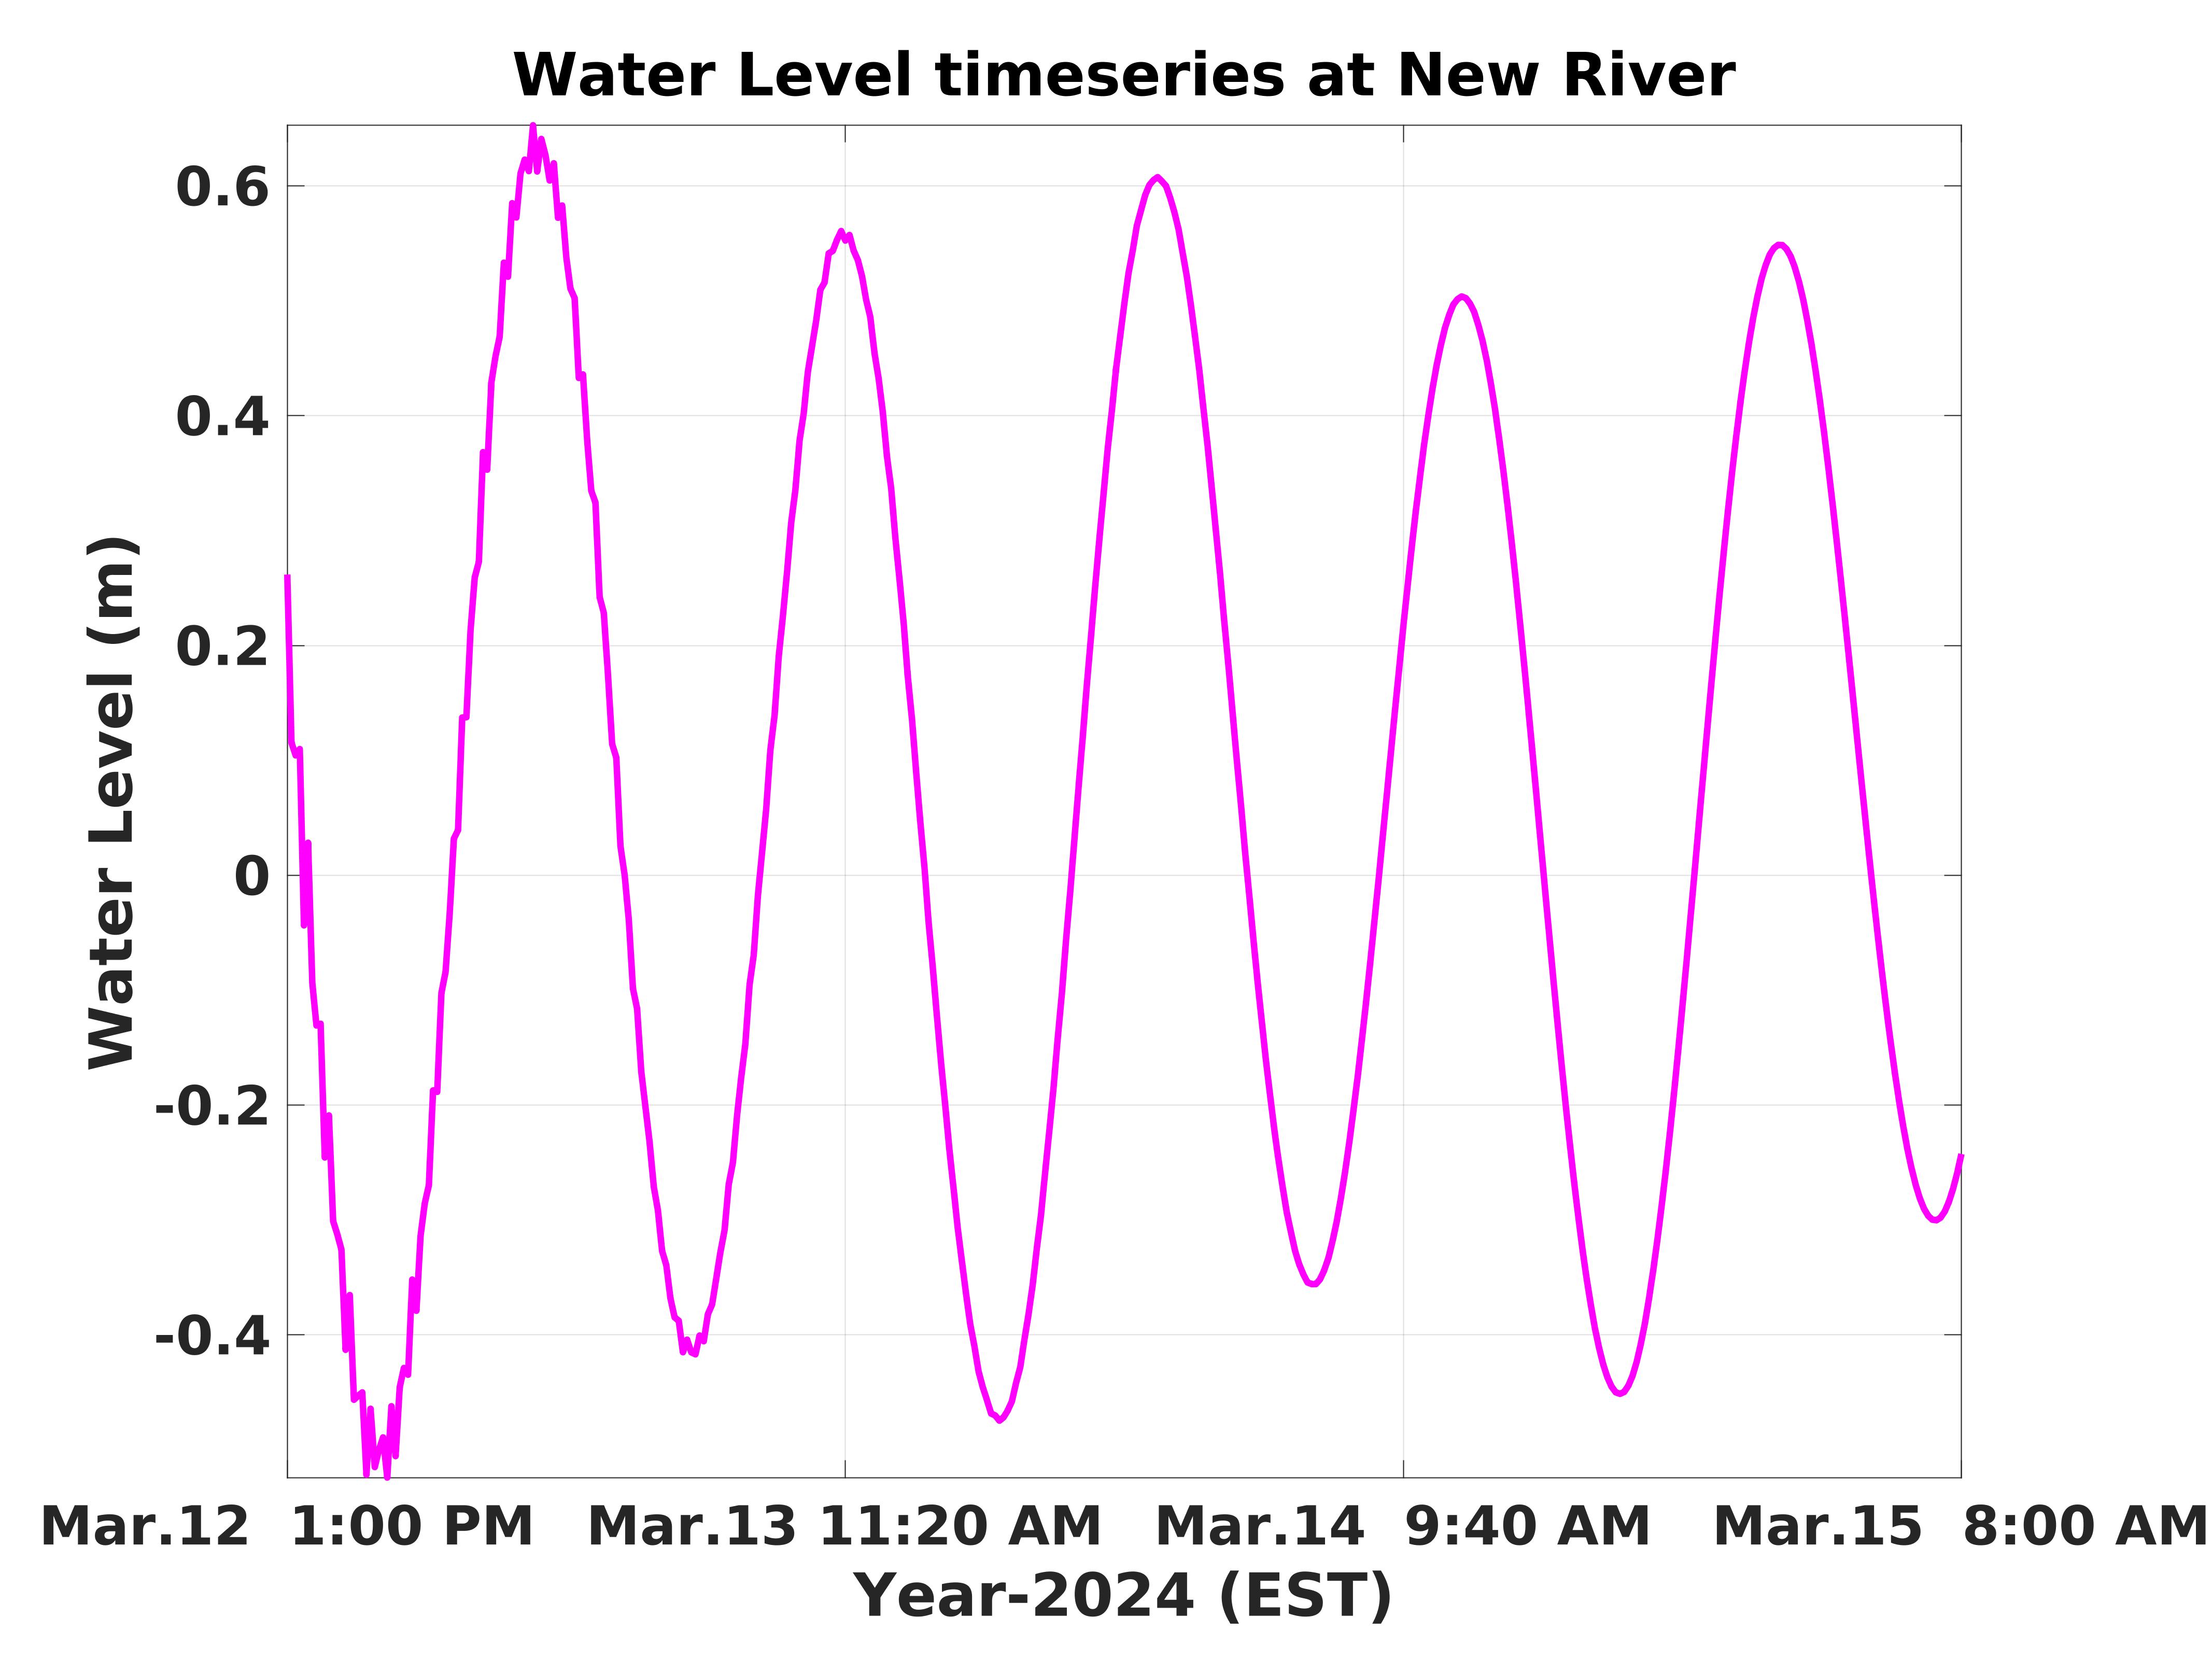 Water Level timeseries at New River
0.6
0.4
0.2
0
-0.2
-0.4
Water Level (m)
Mar.12 1:00 PM Mar.13 11:20 AM Mar.14 9:40 AM Mar.15 8:00 AM
Year-2024 (EST)